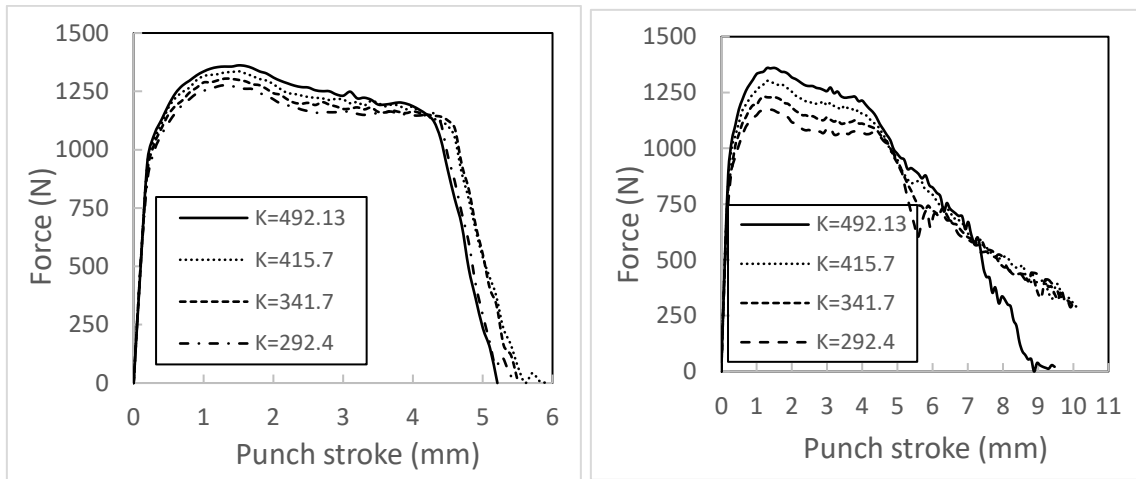 1500
1250
1000
750
500
250
0
Force (N)
K=492.13
K=415.7
K=341.7
K=292.4
0 1 2 3 4 5 6
Punch stroke (mm)
1500
1250
1000
750
500
250
0
Force (N)
K=492.13
K=415.7
K=341.7
K=292.4
0 1 2 3 4 5 6 7 8 9 10 11
Punch stroke (mm)